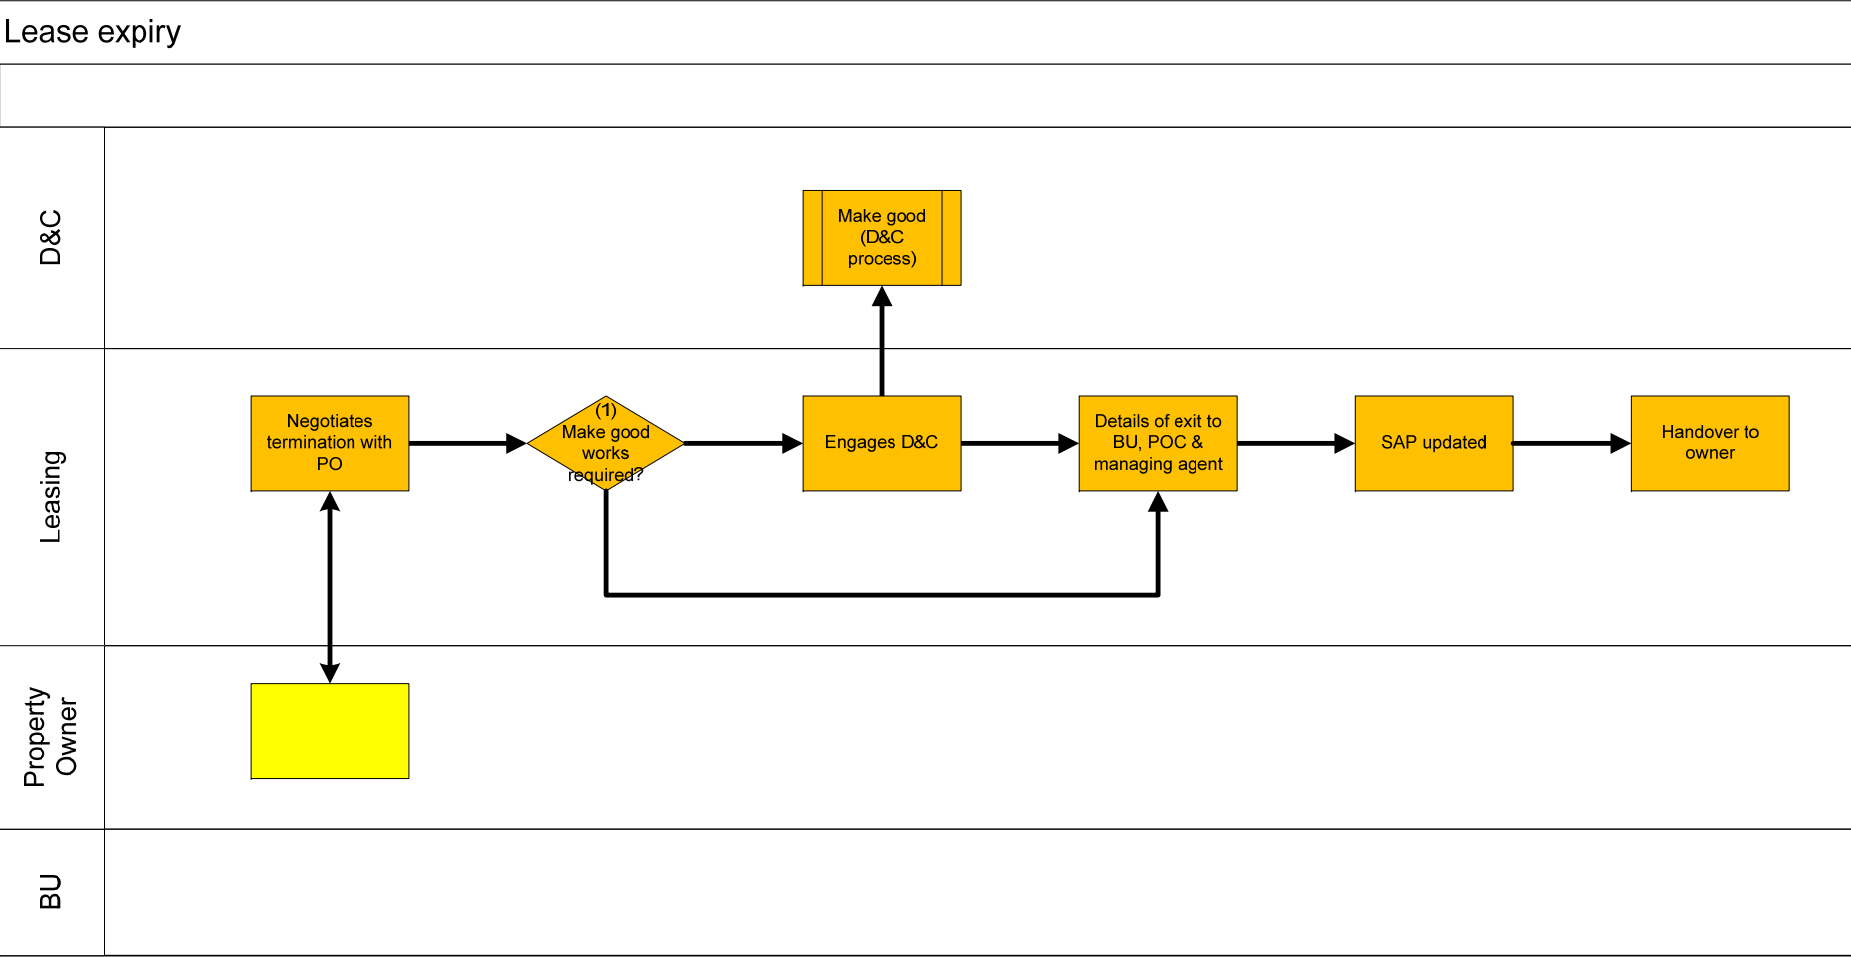 Lease expiry
D&C
Make good
(D&C
process)
Leasing
Negotiates
termination with
PO
(1)
Make good
works
required?
Engages D&C
Details of exit to
BU, POC &
managing agent
SAP updated
Handover to
owner
Property
Owner
BU